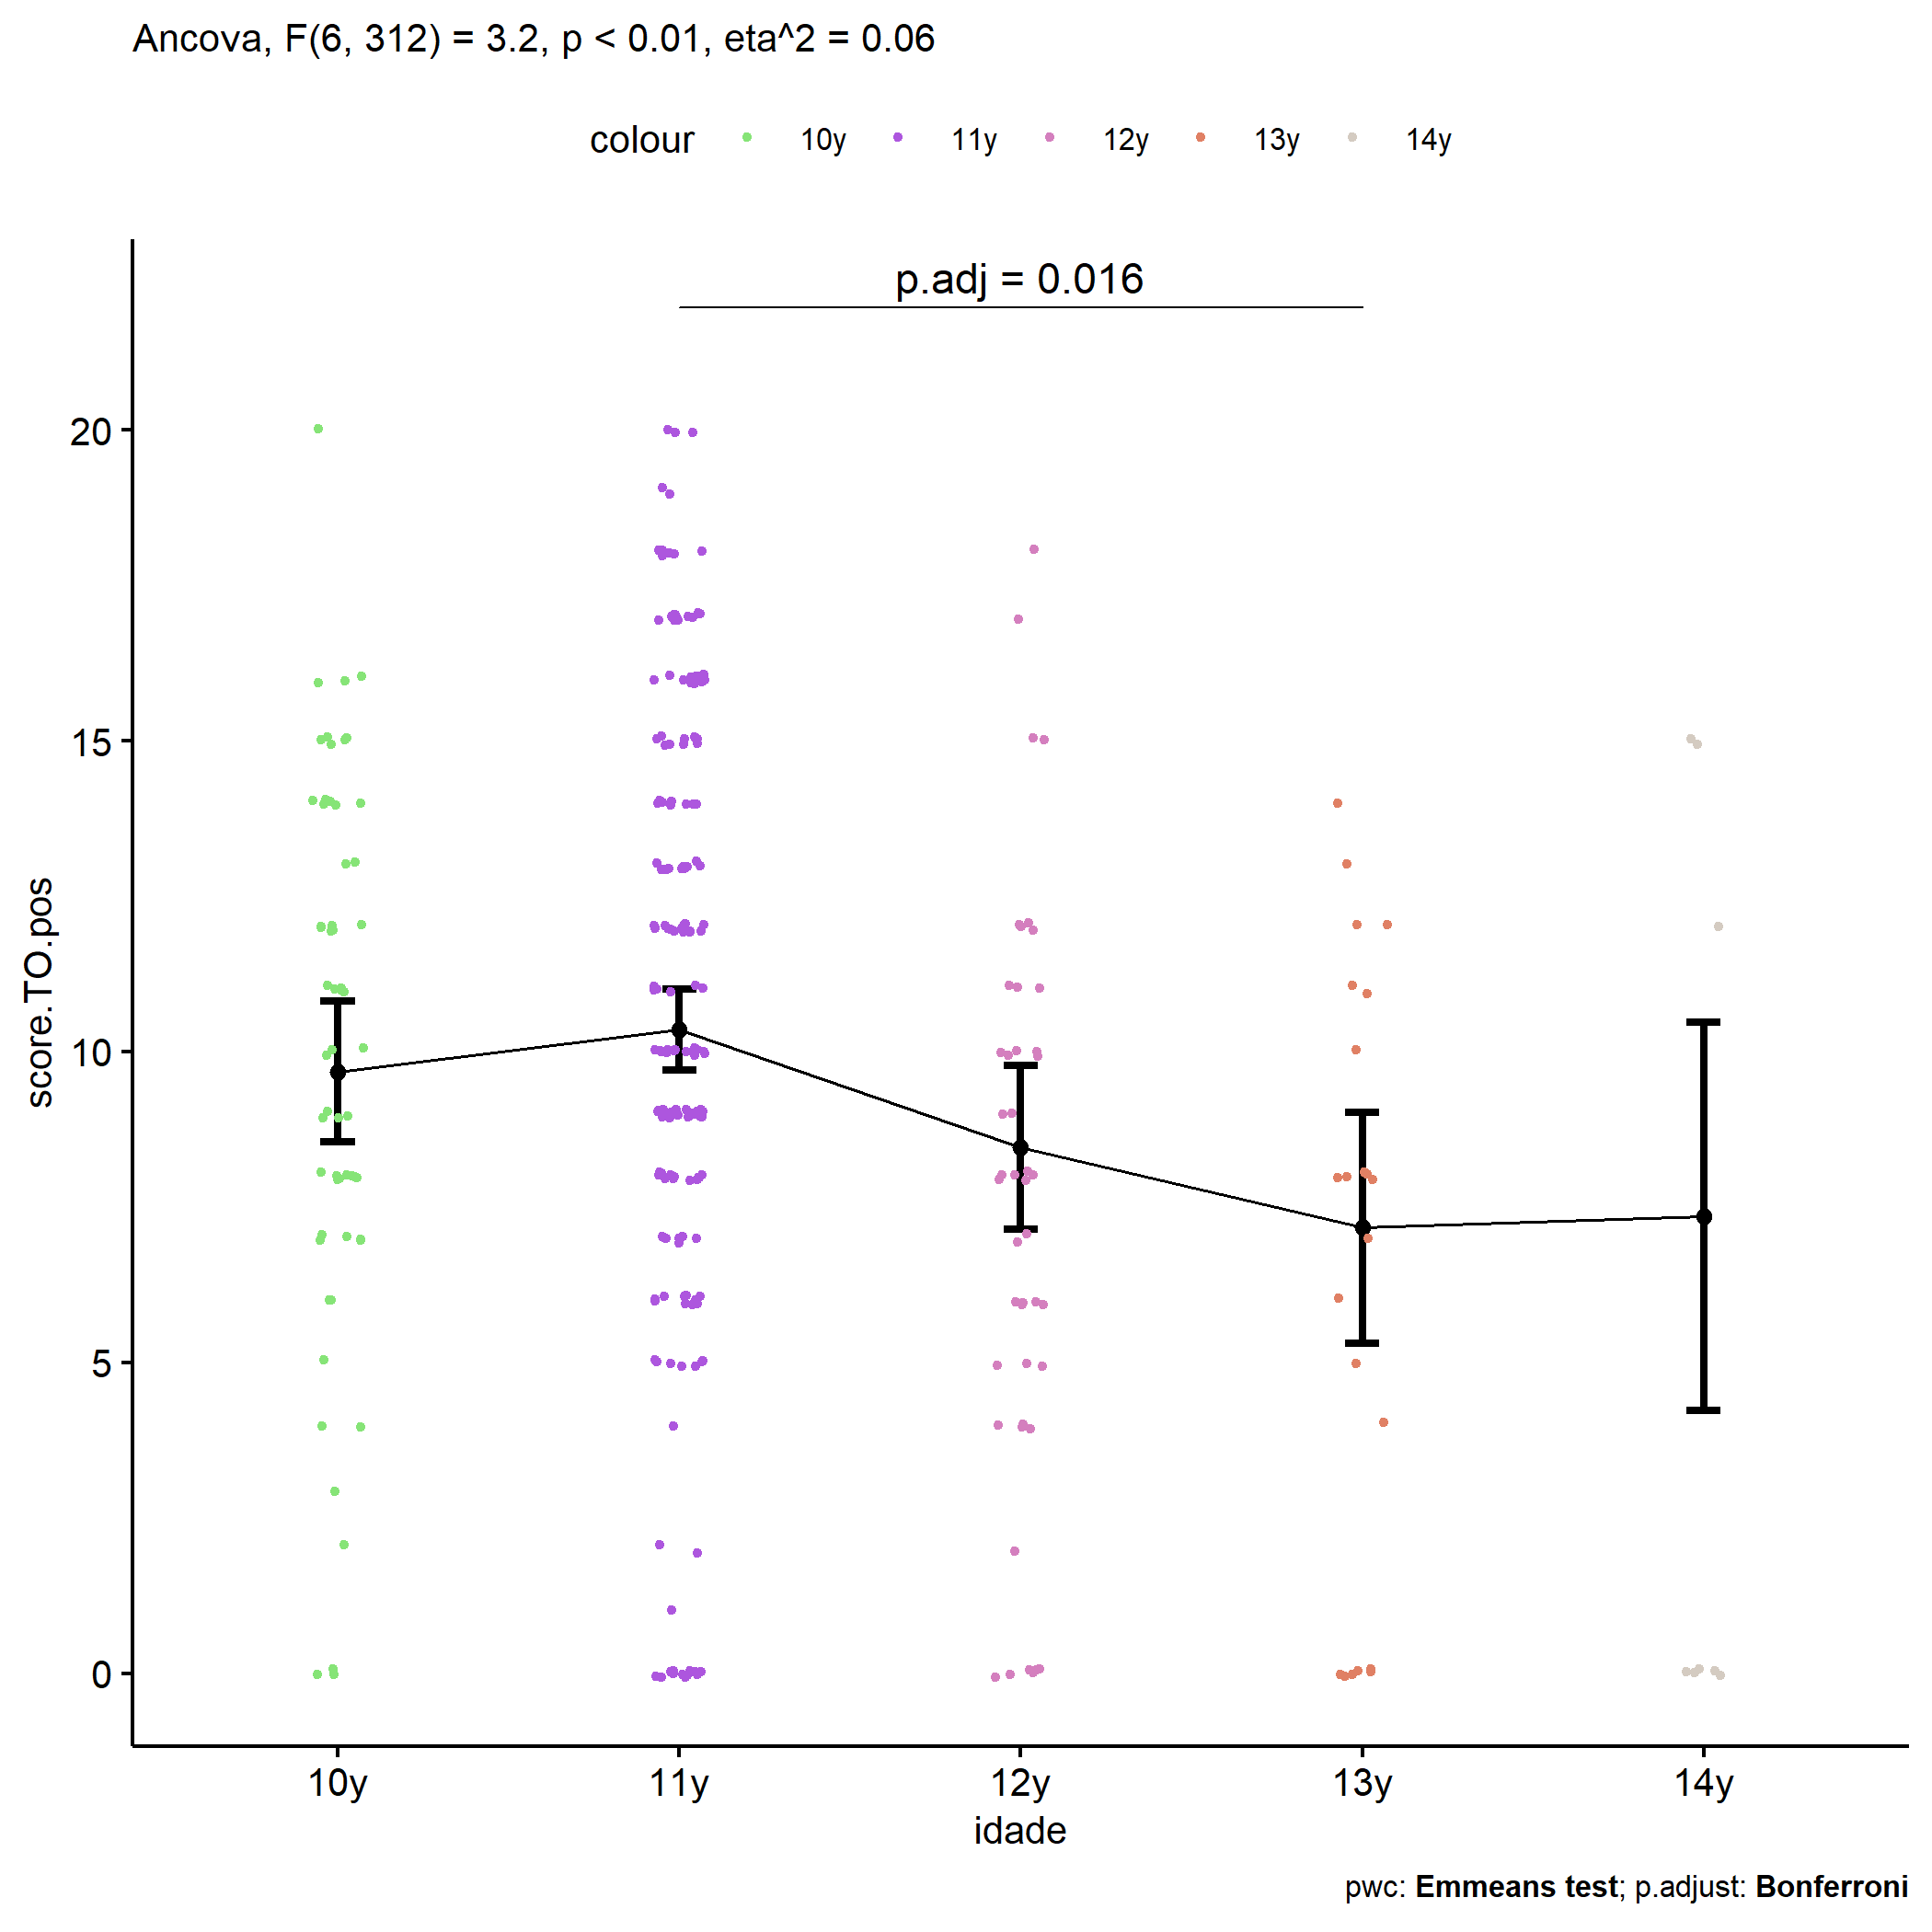 Ancova, F(6, 312) = 3.2, p < 0.01, eta^2 = 0.06
colour 10y 11y 12y 13y 14y
p.adj = 0.016
20
15
10
5
0
score.TO.pos
10y 11y 12y 13y 14y
idade
pwc: Emmeans test; p.adjust: Bonferroni